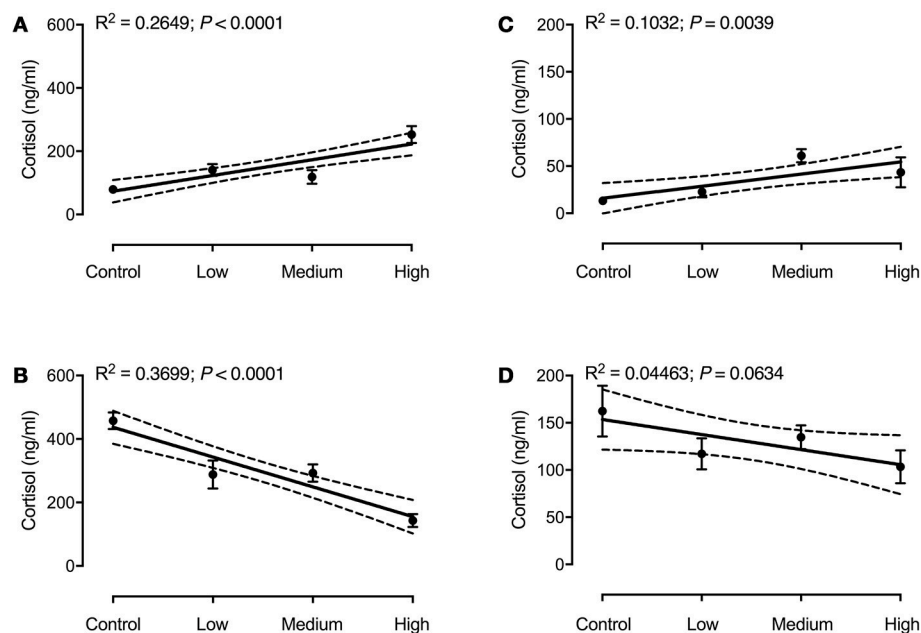 A
R² = 0.2649; P < 0.0001
600
400
200
0
Cortisol (ng/ml)
Control Low Medium High
C
R² = 0.1032; P = 0.0039
200
150
100
50
0
Cortisol (ng/ml)
Control Low Medium High
B
R² = 0.3699; P < 0.0001
600
400
200
0
Cortisol (ng/ml)
Control Low Medium High
D
R² = 0.04463; P = 0.0634
200
150
100
50
0
Cortisol (ng/ml)
Control Low Medium High